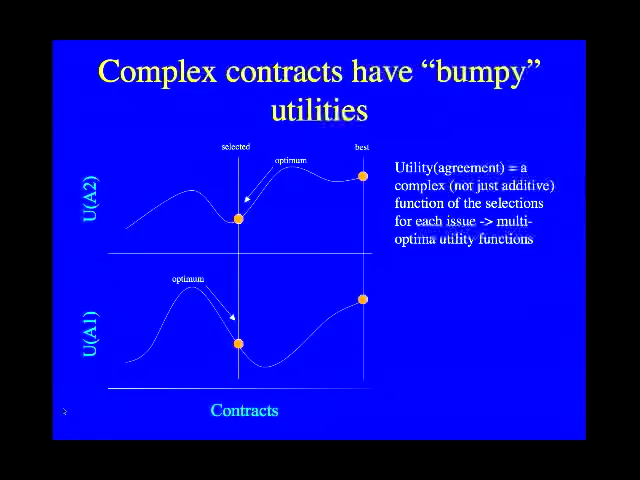 Complex contracts have “bumpy”
utilities
selected
best
optimum
U(A2)
Utility(agreement) = a
complex (not just additive)
function of the selections
for each issue -> multi-
optima utility functions
optimum
U(A1)
Contracts